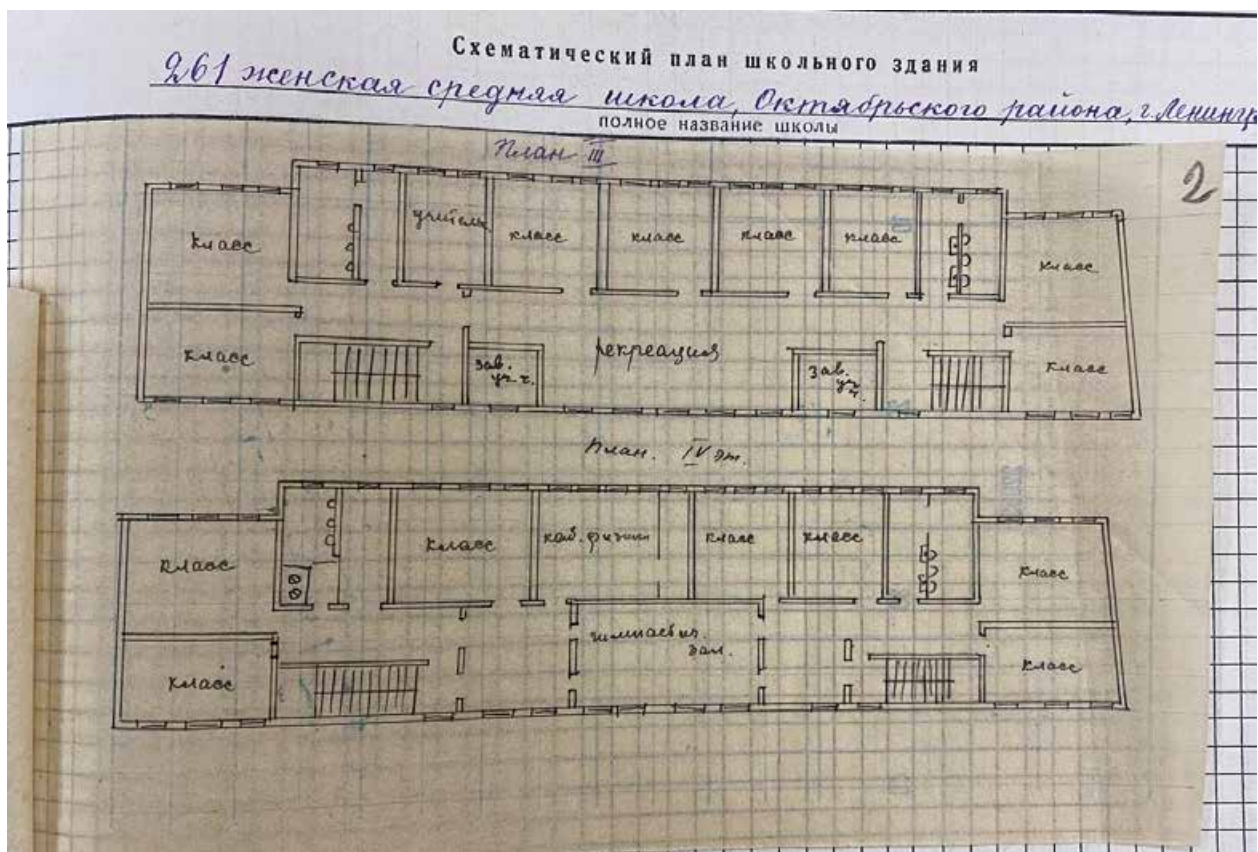 Схематический план школьного здания
261 женская средняя школа, Октябрьского района, г. Ленингр
полное название школы
План III
2
класс
учительс
класс
класс
класс
класс
класс
класс
зав. уч. ч.
рекреация
зав. уч. ч.
класс
План. IV эт.
класс
класс
каб. физики
класс
класс
класс
класс
гимнастич. зал.
класс